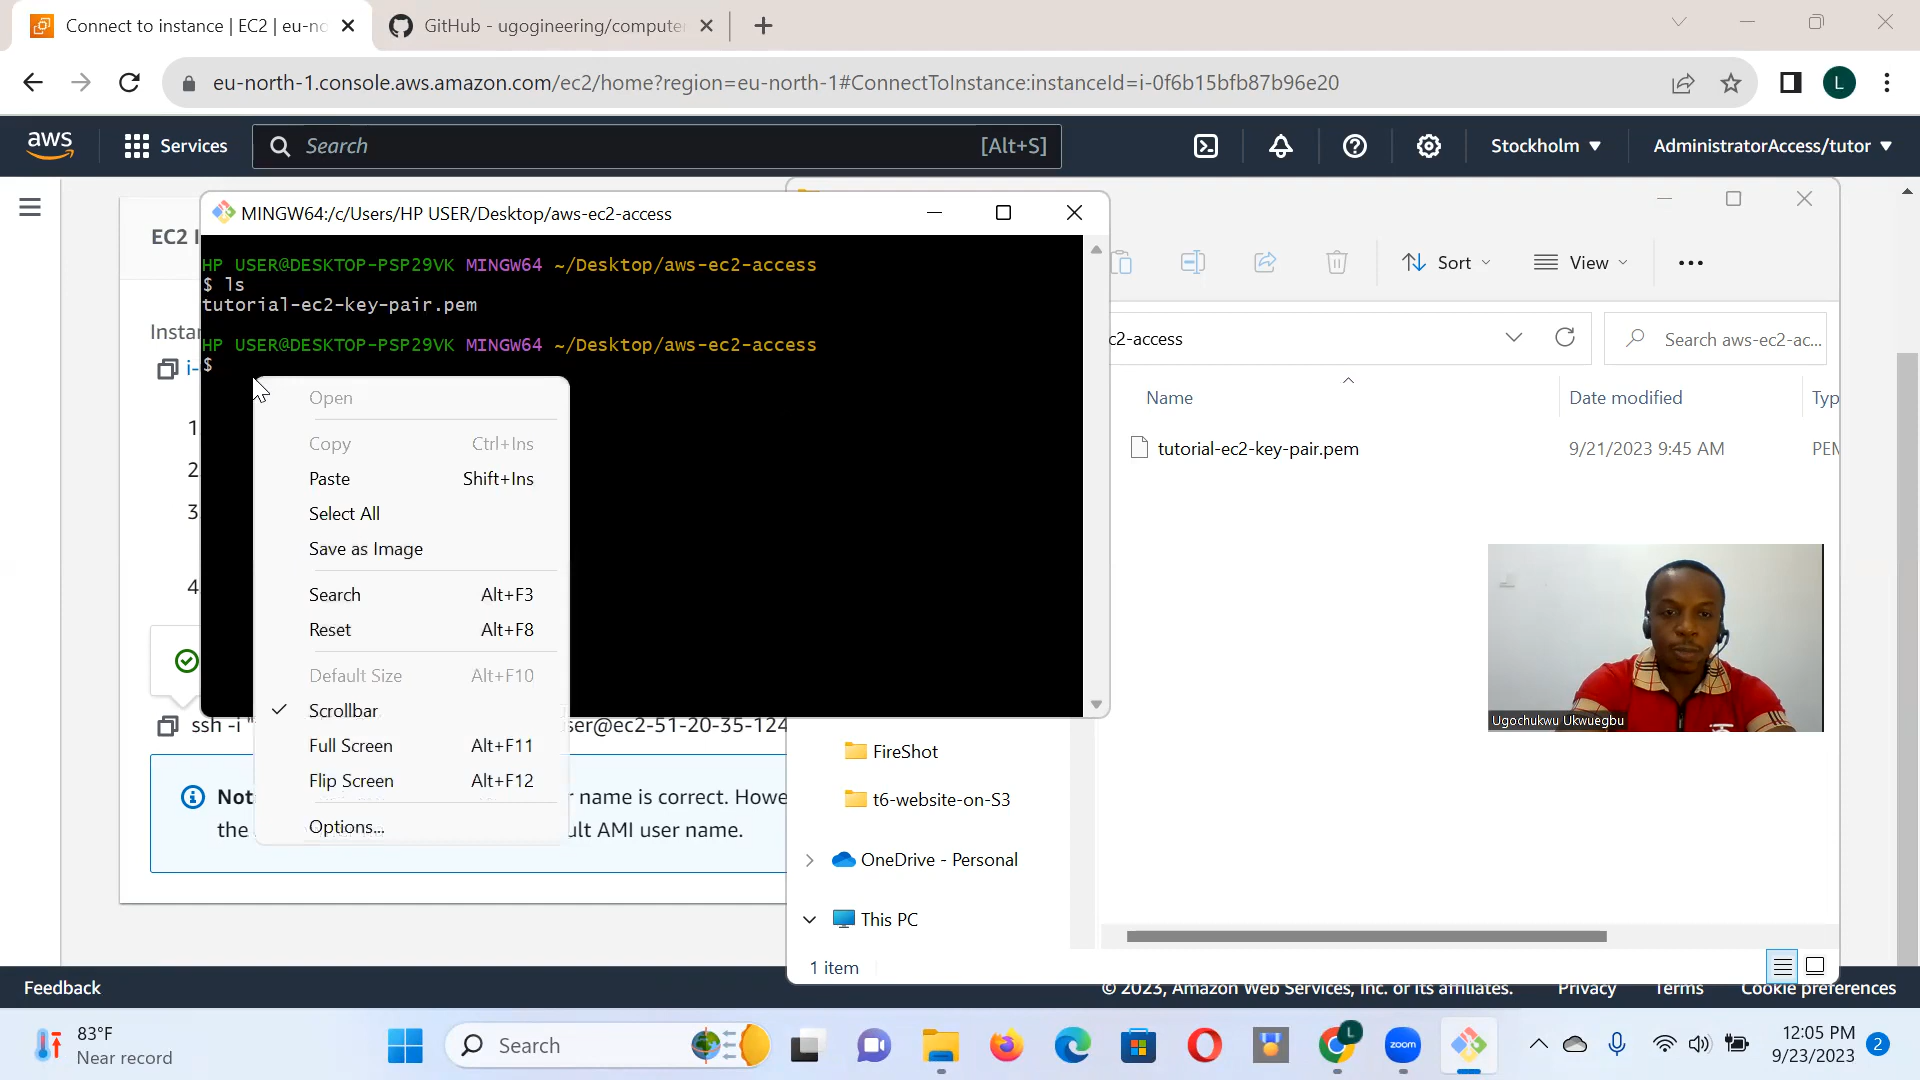 Connect to instance | EC2 | eu-no
GitHub - ugogineering/computer
eu-north-1.console.aws.amazon.com/ec2/home?region=eu-north-1#ConnectToInstance:instanceId=i-0f6b15bfb87b96e20
L
aws
Services
Search
[Alt+S]
Stockholm
AdministratorAccess/tutor
EC2 I
MINGW64:/c/Users/HP USER/Desktop/aws-ec2-access
HP USER@DESKTOP-PSP29VK MINGW64 ~/Desktop/aws-ec2-access
$ ls
tutorial-ec2-key-pair.pem
HP USER@DESKTOP-PSP29VK MINGW64 ~/Desktop/aws-ec2-access
$
Sort
View
c2-access
Search aws-ec2-ac...
Name
Date modified
Typ
tutorial-ec2-key-pair.pem
9/21/2023 9:45 AM
PEM
Instan
i-
1
2
3
4
Open
Copy Ctrl+Ins
Paste Shift+Ins
Select All
Save as Image
Search Alt+F3
Reset Alt+F8
Default Size Alt+F10
Scrollbar
Full Screen Alt+F11
Flip Screen Alt+F12
Options...
ssh -i "
ser@ec2-51-20-35-124
Not
r name is correct. Howe
the
ult AMI user name.
FireShot
t6-website-on-S3
OneDrive - Personal
This PC
1 item
Ugochukwu Ukwuegbu
Feedback
© 2023, Amazon Web Services, Inc. or its affiliates.
Privacy
Terms
Cookie preferences
83°F
Near record
Search
L
zoom
12:05 PM
9/23/2023
2